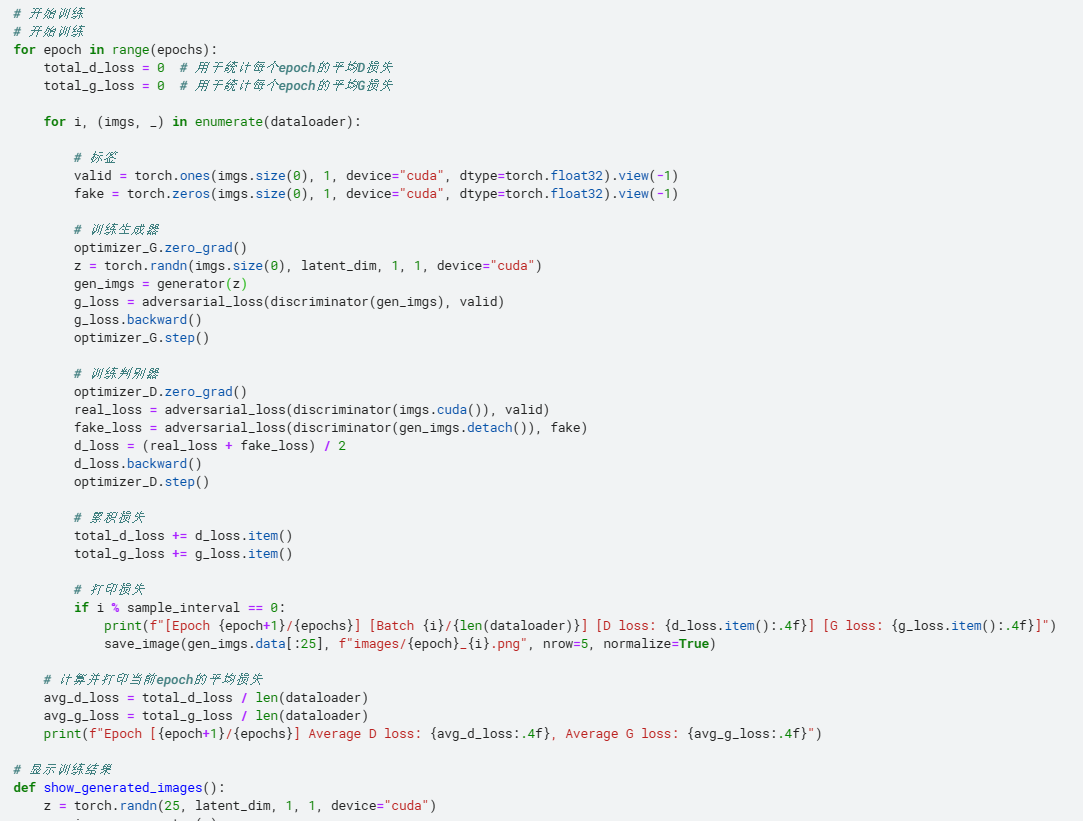 # 开始训练
# 开始训练
for epoch in range(epochs):
    total_d_loss = 0  # 用于统计每个epoch的平均D损失
    total_g_loss = 0  # 用于统计每个epoch的平均G损失
    for i, (imgs, _) in enumerate(dataloader):
        # 标签
        valid = torch.ones(imgs.size(0), 1, device="cuda", dtype=torch.float32).view(-1)
        fake = torch.zeros(imgs.size(0), 1, device="cuda", dtype=torch.float32).view(-1)
        # 训练生成器
        optimizer_G.zero_grad()
        z = torch.randn(imgs.size(0), latent_dim, 1, 1, device="cuda")
        gen_imgs = generator(z)
        g_loss = adversarial_loss(discriminator(gen_imgs), valid)
        g_loss.backward()
        optimizer_G.step()
        # 训练判别器
        optimizer_D.zero_grad()
        real_loss = adversarial_loss(discriminator(imgs.cuda()), valid)
        fake_loss = adversarial_loss(discriminator(gen_imgs.detach()), fake)
        d_loss = (real_loss + fake_loss) / 2
        d_loss.backward()
        optimizer_D.step()
        # 累积损失
        total_d_loss += d_loss.item()
        total_g_loss += g_loss.item()
        # 打印损失
        if i % sample_interval == 0:
            print(f"[Epoch {epoch+1}/{epochs}] [Batch {i}/{len(dataloader)}] [D loss: {d_loss.item():.4f}] [G loss: {g_loss.item():.4f}]")
            save_image(gen_imgs.data[:25], f"images/{epoch}_{i}.png", nrow=5, normalize=True)
    # 计算并打印当前epoch的平均损失
    avg_d_loss = total_d_loss / len(dataloader)
    avg_g_loss = total_g_loss / len(dataloader)
    print(f"Epoch [{epoch+1}/{epochs}] Average D loss: {avg_d_loss:.4f}, Average G loss: {avg_g_loss:.4f}")
# 显示训练结果
def show_generated_images():
    z = torch.randn(25, latent_dim, 1, 1, device="cuda")